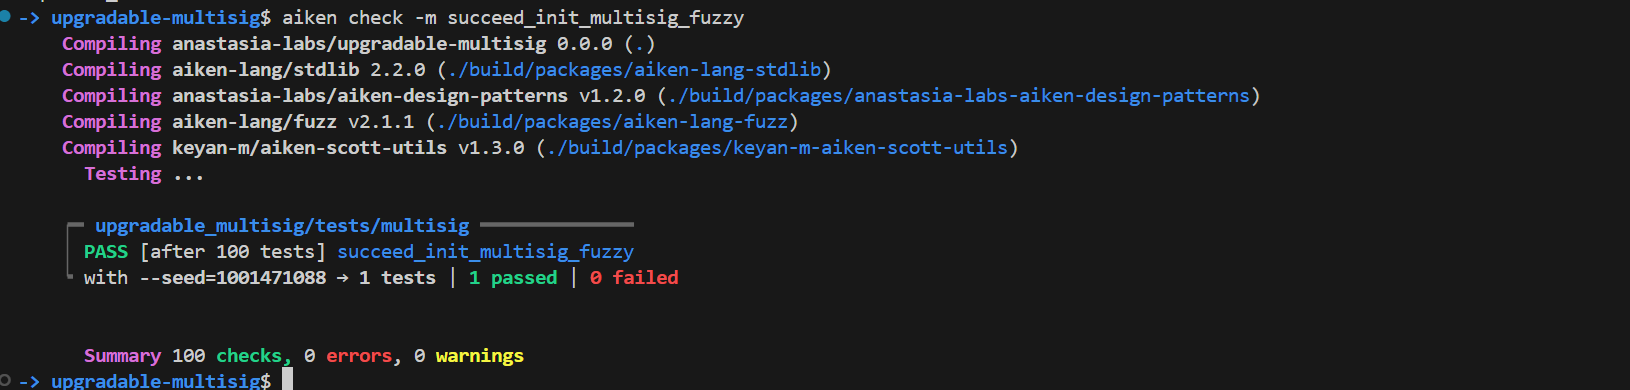 -> upgradable-multisig$ aiken check -m succeed_init_multisig_fuzzy
Compiling anastasia-labs/upgradable-multisig 0.0.0 (.)
Compiling aiken-lang/stdlib 2.2.0 (./build/packages/aiken-lang-stdlib)
Compiling anastasia-labs/aiken-design-patterns v1.2.0 (./build/packages/anastasia-labs-aiken-design-patterns)
Compiling aiken-lang/fuzz v2.1.1 (./build/packages/aiken-lang-fuzz)
Compiling keyan-m/aiken-scott-utils v1.3.0 (./build/packages/keyan-m-aiken-scott-utils)
Testing ...
upgradable_multisig/tests/multisig
PASS [after 100 tests] succeed_init_multisig_fuzzy
with --seed=1001471088 → 1 tests | 1 passed | 0 failed
Summary 100 checks, 0 errors, 0 warnings
-> upgradable-multisig$